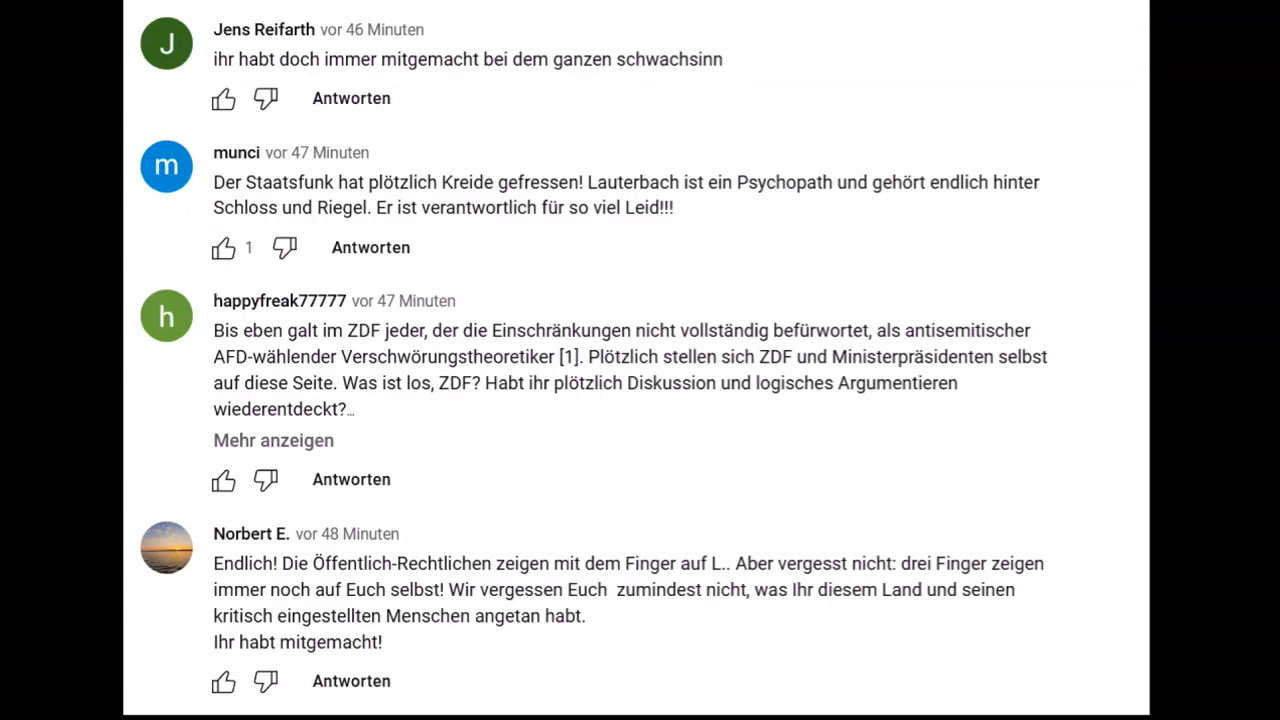 J
Jens Reifarth vor 46 Minuten
ihr habt doch immer mitgemacht bei dem ganzen schwachsinn
Antworten
m
munci vor 47 Minuten
Der Staatsfunk hat plötzlich Kreide gefressen! Lauterbach ist ein Psychopath und gehört endlich hinter
Schloss und Riegel. Er ist verantwortlich für so viel Leid!!!
1 Antworten
h
happyfreak77777 vor 47 Minuten
Bis eben galt im ZDF jeder, der die Einschränkungen nicht vollständig befürwortet, als antisemitischer
AFD-wählender Verschwörungstheoretiker [1]. Plötzlich stellen sich ZDF und Ministerpräsidenten selbst
auf diese Seite. Was ist los, ZDF? Habt ihr plötzlich Diskussion und logisches Argumentieren
wiederentdeckt?…
Mehr anzeigen
Antworten
Norbert E. vor 48 Minuten
Endlich! Die Öffentlich-Rechtlichen zeigen mit dem Finger auf L.. Aber vergesst nicht: drei Finger zeigen
immer noch auf Euch selbst! Wir vergessen Euch  zumindest nicht, was Ihr diesem Land und seinen
kritisch eingestellten Menschen angetan habt.
Ihr habt mitgemacht!
Antworten